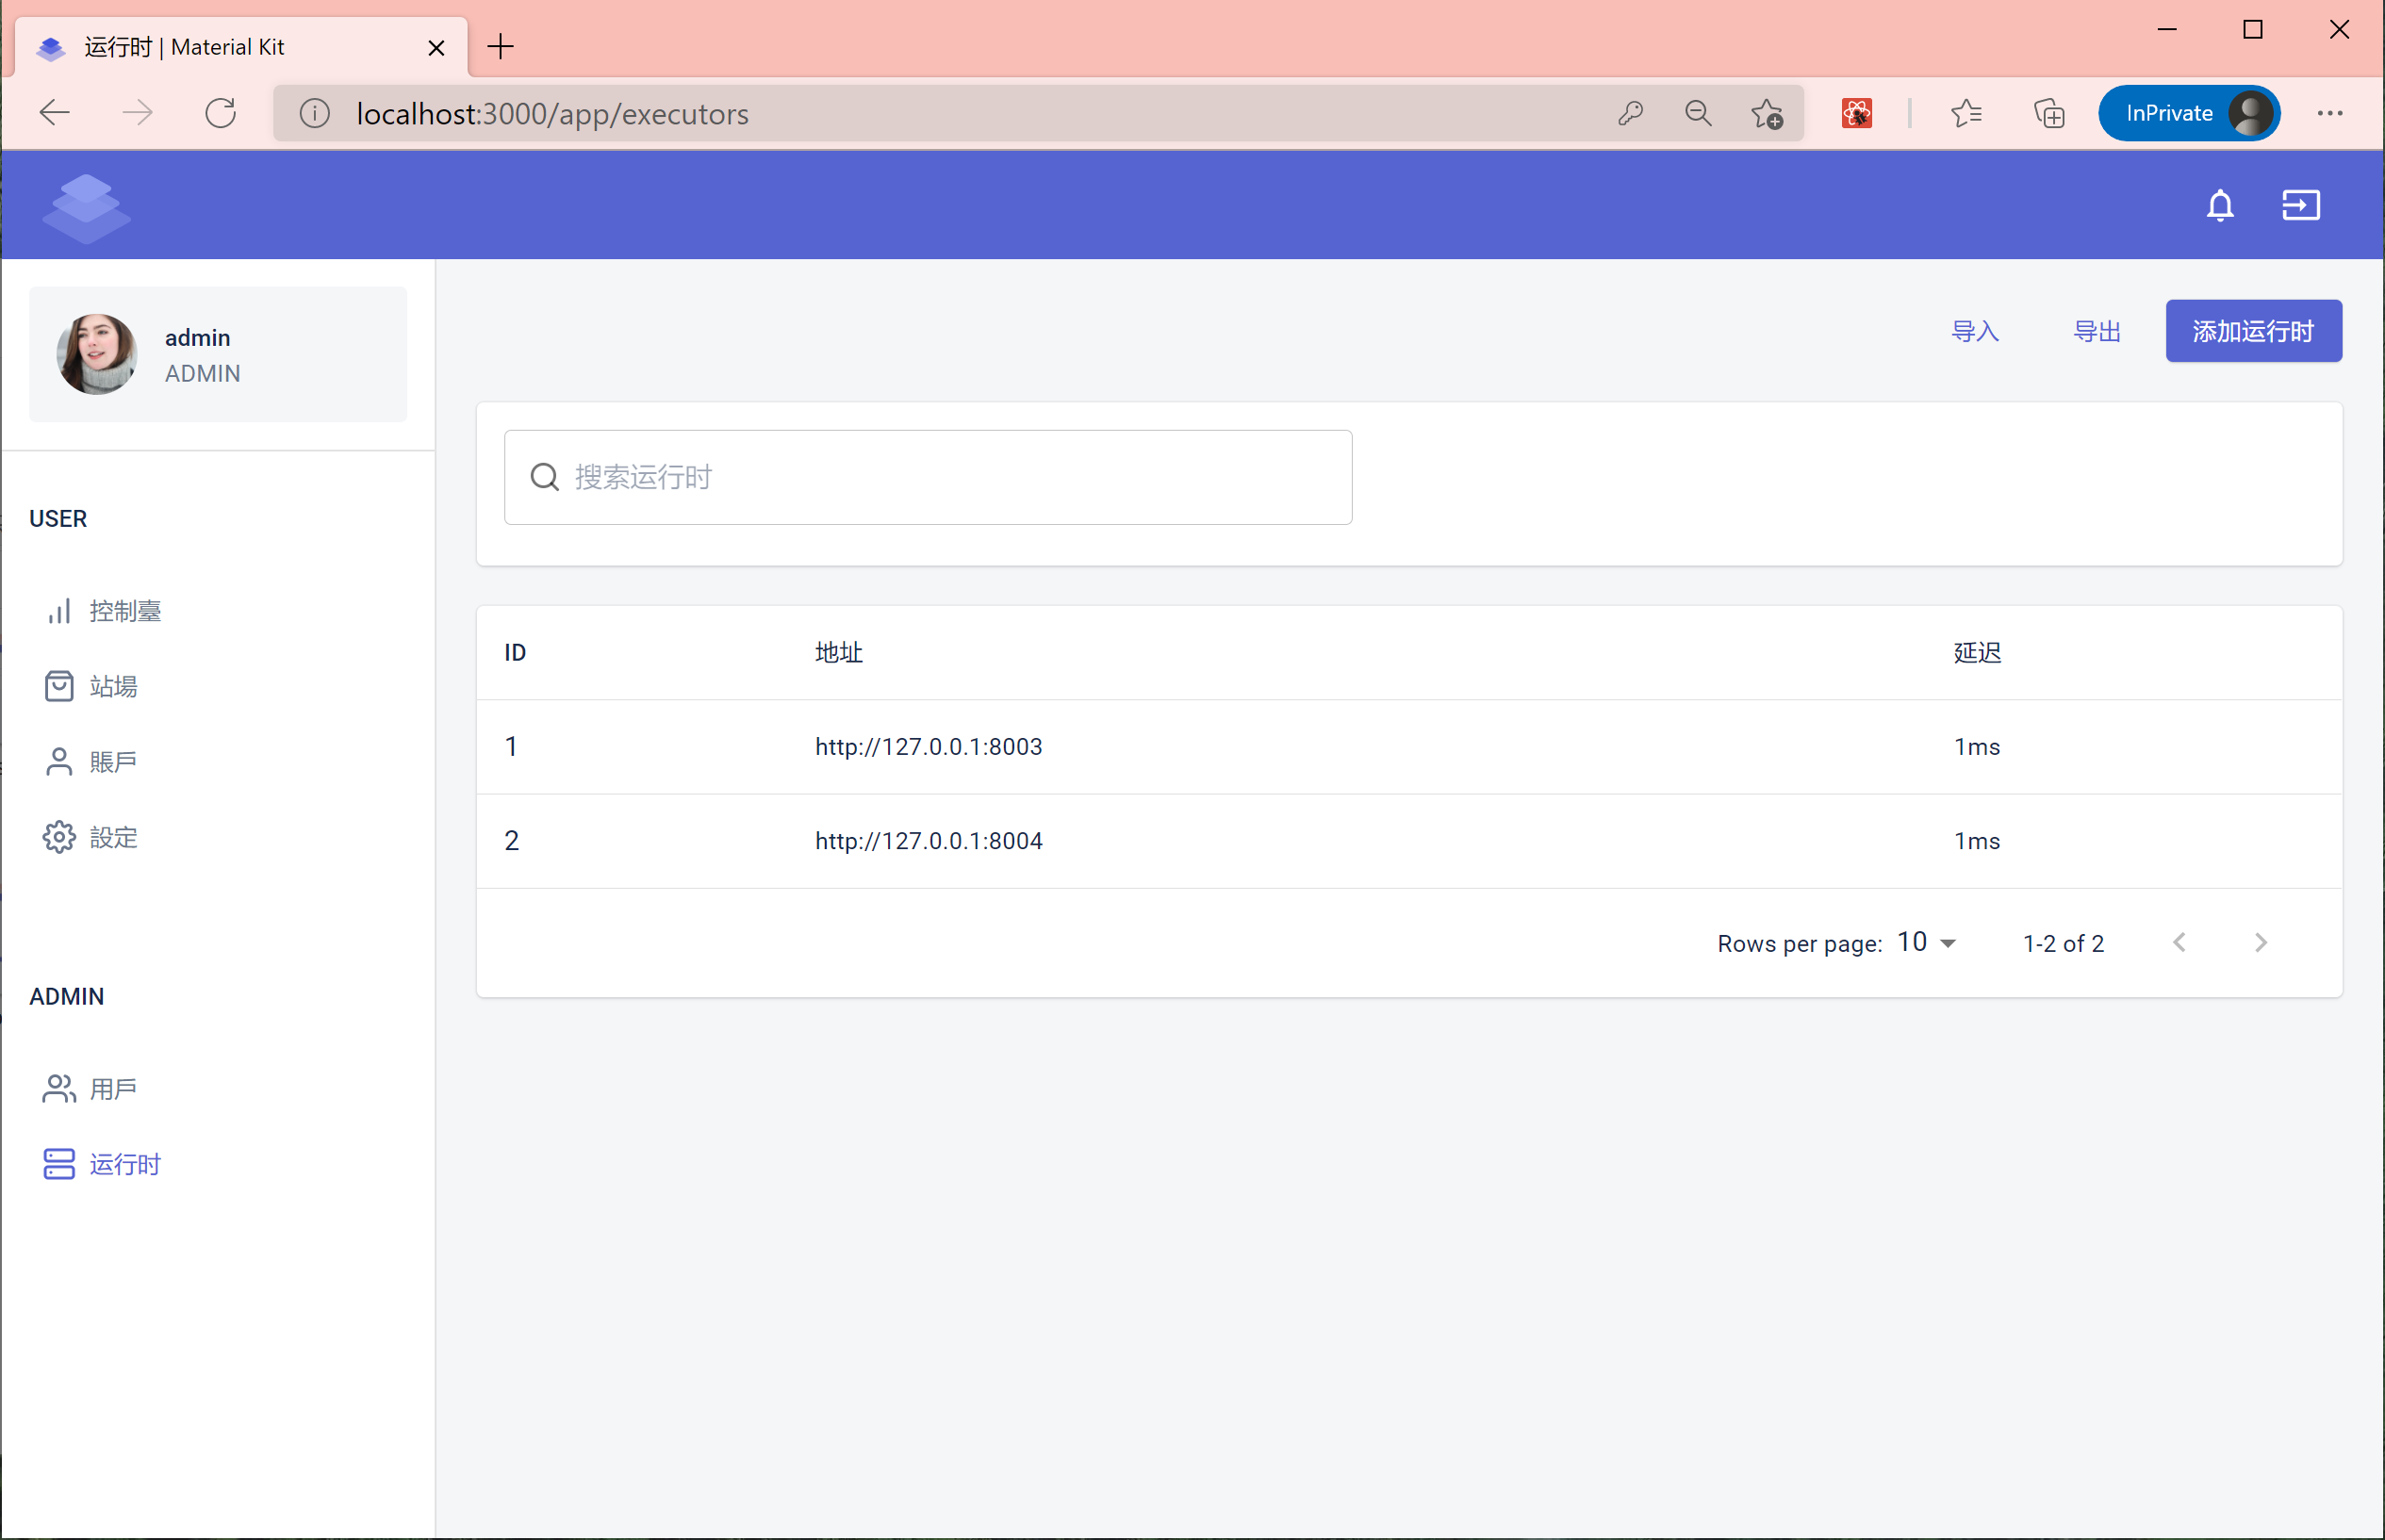 运行时 | Material Kit
localhost:3000/app/executors
InPrivate
admin
ADMIN
导入
导出
添加运行时
搜索运行时
USER
控制臺
站場
賬戶
設定
ADMIN
用戶
运行时
ID 地址 延迟
1 http://127.0.0.1:8003 1ms
2 http://127.0.0.1:8004 1ms
Rows per page: 10 1-2 of 2